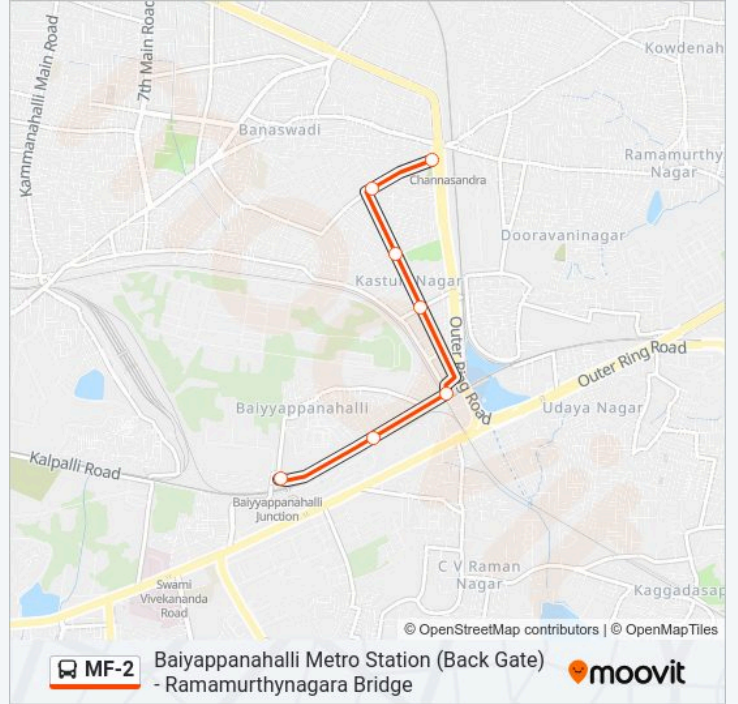 Kowdenah
Kammanahalli Main Road
7th Main Road
Banaswadi
Ramamurthy
Nagar
Channasandra
Dooravaninagar
Kastu
Nagar
Outer Ring Road
Outer Ring Road
Baiyyappanahalli
Udaya Nagar
Kalpalli Road
Baiyyappanahalli
Junction
C V Raman
Nagar
Swami
Vivekananda
Road
Kaggadasap
© OpenStreetMap contributors | © OpenMapTiles
MF-2
Baiyappanahalli Metro Station (Back Gate)
- Ramamurthynagara Bridge
moovit